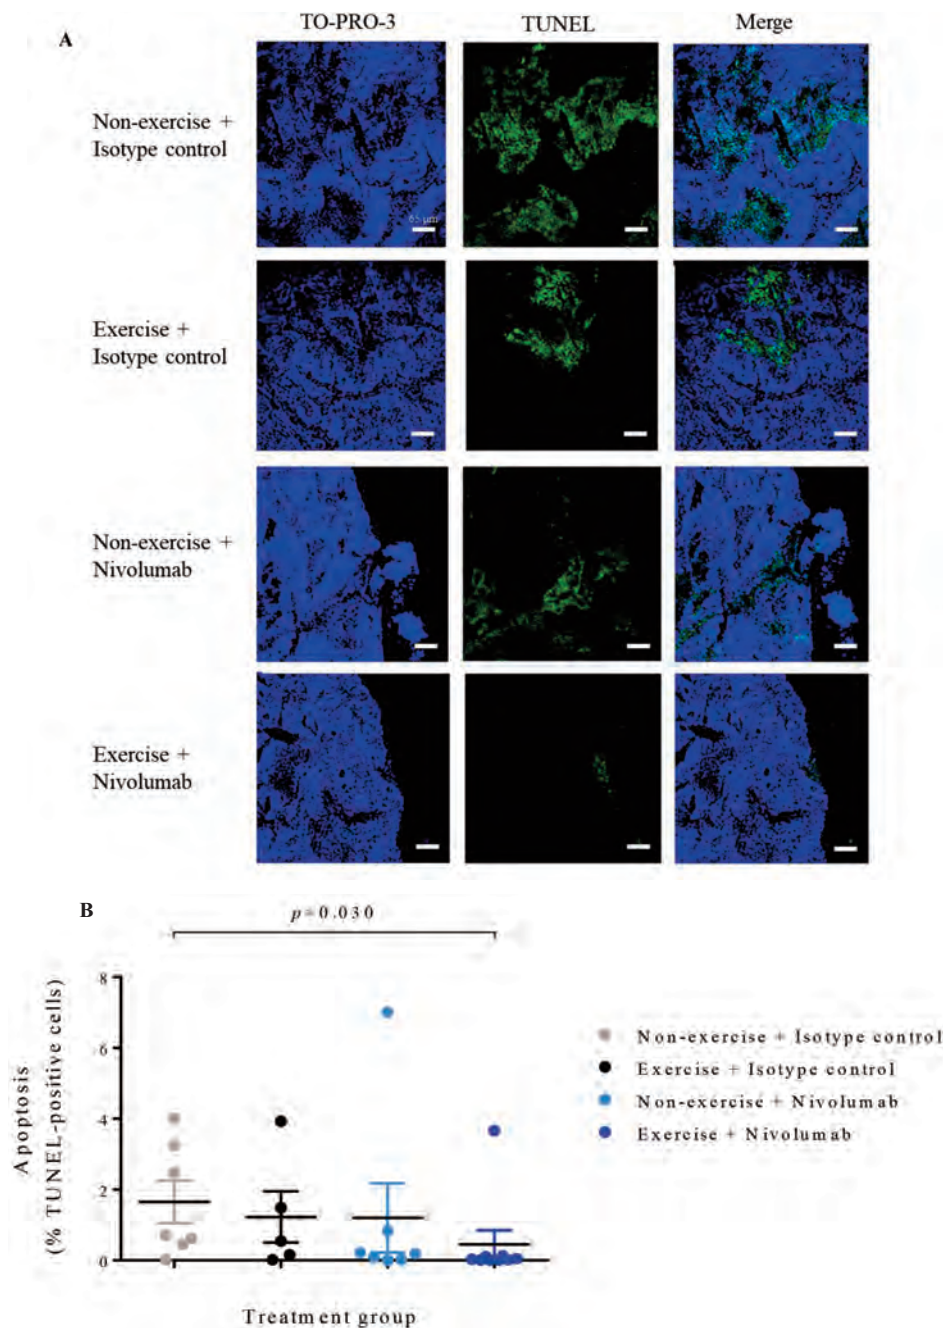 A
TO-PRO-3
TUNEL
Merge
Non-exercise +
Isotype control
65 µm
Exercise +
Isotype control
Non-exercise +
Nivolumab
Exercise +
Nivolumab
B
p=0.030
8
6
4
2
0
Apoptosis
(% TUNEL-positive cells)
Treatment group
Non-exercise + Isotype control
Exercise + Isotype control
Non-exercise + Nivolumab
Exercise + Nivolumab